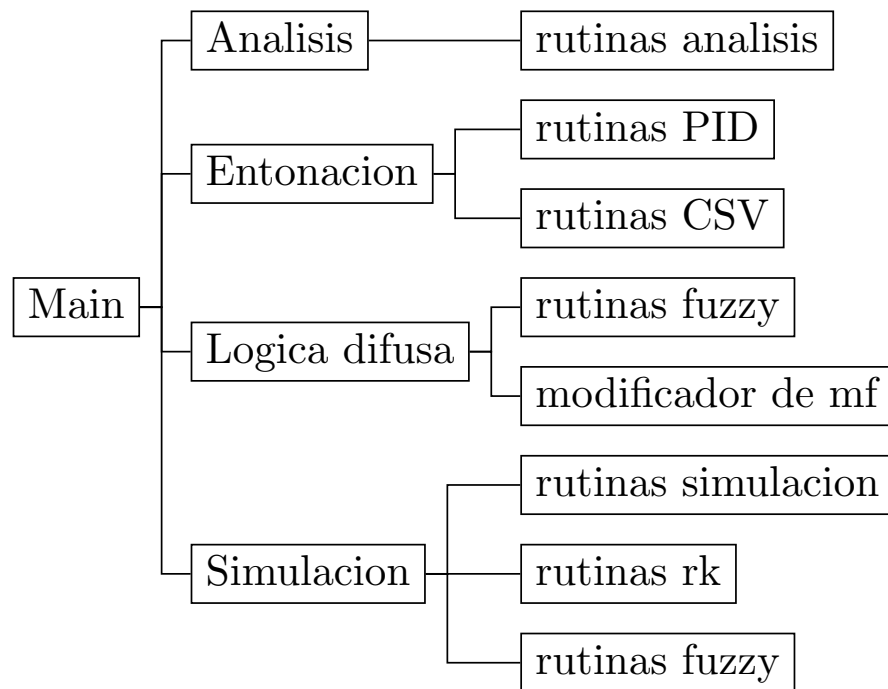 Analisis
rutinas analisis
rutinas PID
Entonacion
rutinas CSV
Main
rutinas fuzzy
Logica difusa
modificador de mf
rutinas simulacion
Simulacion
rutinas rk
rutinas fuzzy